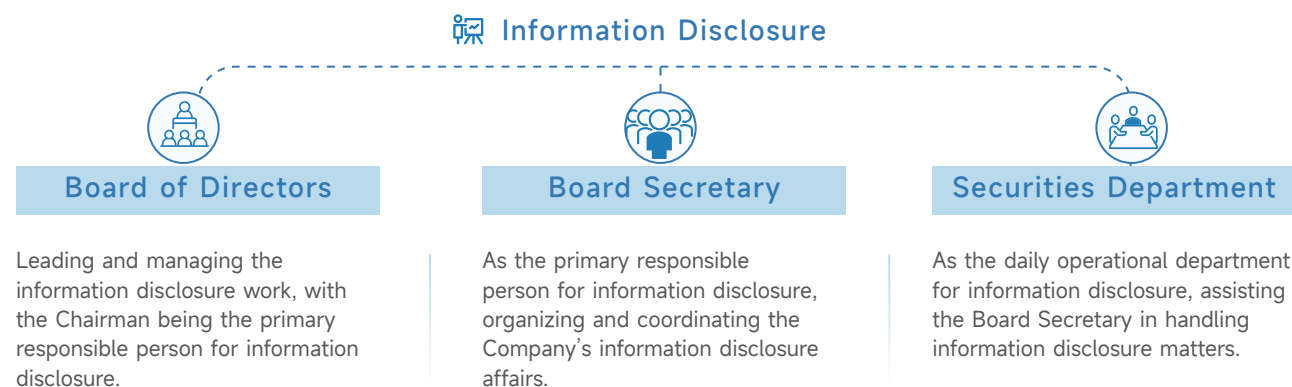 Information Disclosure
Board of Directors
Leading and managing the
information disclosure work, with
the Chairman being the primary
responsible person for information
disclosure.
Board Secretary
As the primary responsible
person for information disclosure,
organizing and coordinating the
Company’s information disclosure
affairs.
Securities Department
As the daily operational department
for information disclosure, assisting
the Board Secretary in handling
information disclosure matters.